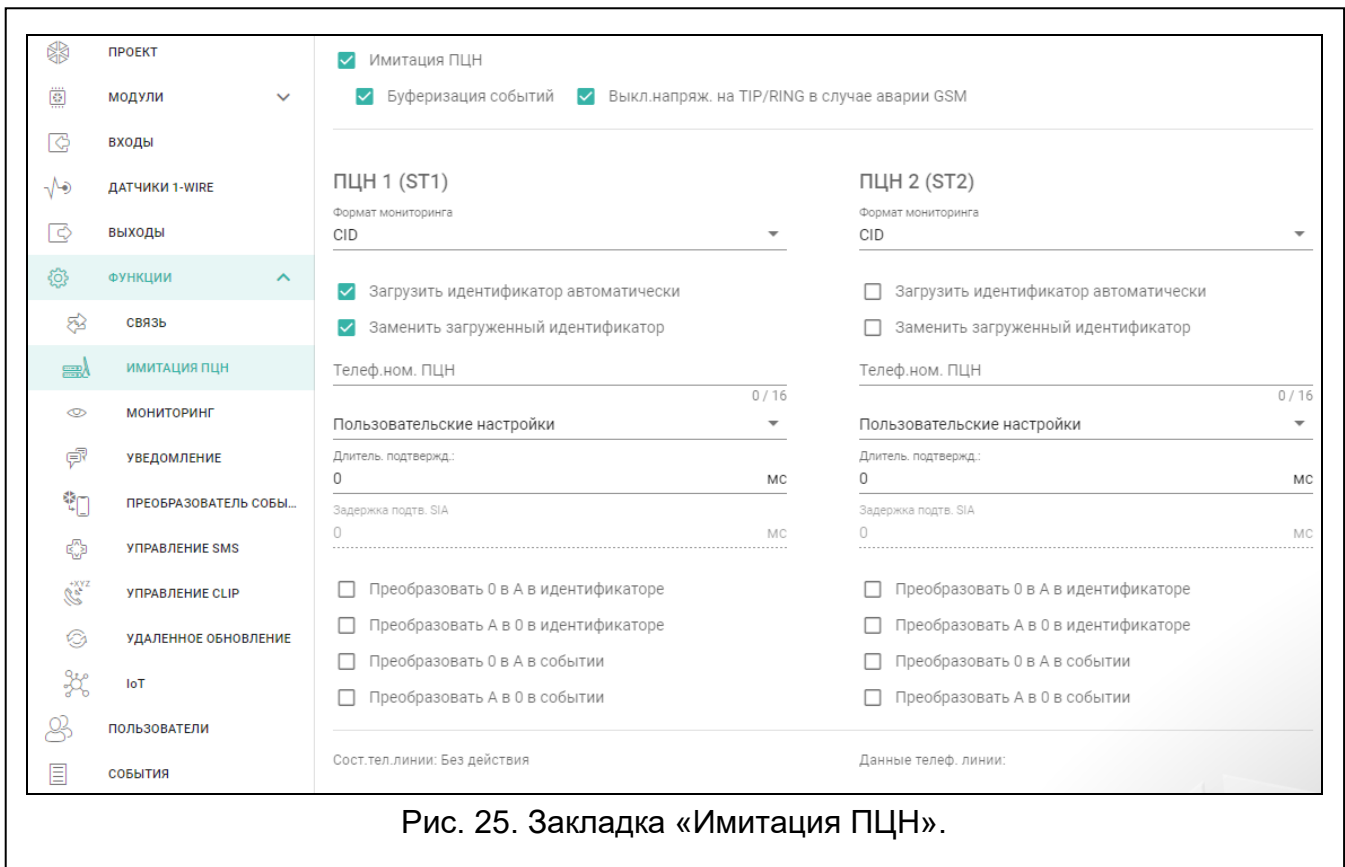 ПРОЕКТ
МОДУЛИ
ВХОДЫ
ДАТЧИКИ 1-WIRE
ВЫХОДЫ
ФУНКЦИИ
СВЯЗЬ
ИМИТАЦИЯ ПЦН
МОНИТОРИНГ
УВЕДОМЛЕНИЕ
ПРЕОБРАЗОВАТЕЛЬ СОБЫ...
УПРАВЛЕНИЕ SMS
+XYZ
УПРАВЛЕНИЕ CLIP
УДАЛЕННОЕ ОБНОВЛЕНИЕ
IoT
ПОЛЬЗОВАТЕЛИ
СОБЫТИЯ
Имитация ПЦН
Буферизация событий Выкл.напряж. на TIP/RING в случае аварии GSM
ПЦН 1 (ST1)
Формат мониторинга
CID
Загрузить идентификатор автоматически
Заменить загруженный идентификатор
Телеф.ном. ПЦН
0 / 16
Пользовательские настройки
Длитель. подтвержд.:
0 мс
Задержка подтв. SIA
0 мс
Преобразовать 0 в A в идентификаторе
Преобразовать A в 0 в идентификаторе
Преобразовать 0 в A в событии
Преобразовать A в 0 в событии
Сост.тел.линии: Без действия
ПЦН 2 (ST2)
Формат мониторинга
CID
Загрузить идентификатор автоматически
Заменить загруженный идентификатор
Телеф.ном. ПЦН
0 / 16
Пользовательские настройки
Длитель. подтвержд.:
0 мс
Задержка подтв. SIA
0 мс
Преобразовать 0 в A в идентификаторе
Преобразовать A в 0 в идентификаторе
Преобразовать 0 в A в событии
Преобразовать A в 0 в событии
Данные телеф. линии:
Рис. 25. Закладка «Имитация ПЦН».